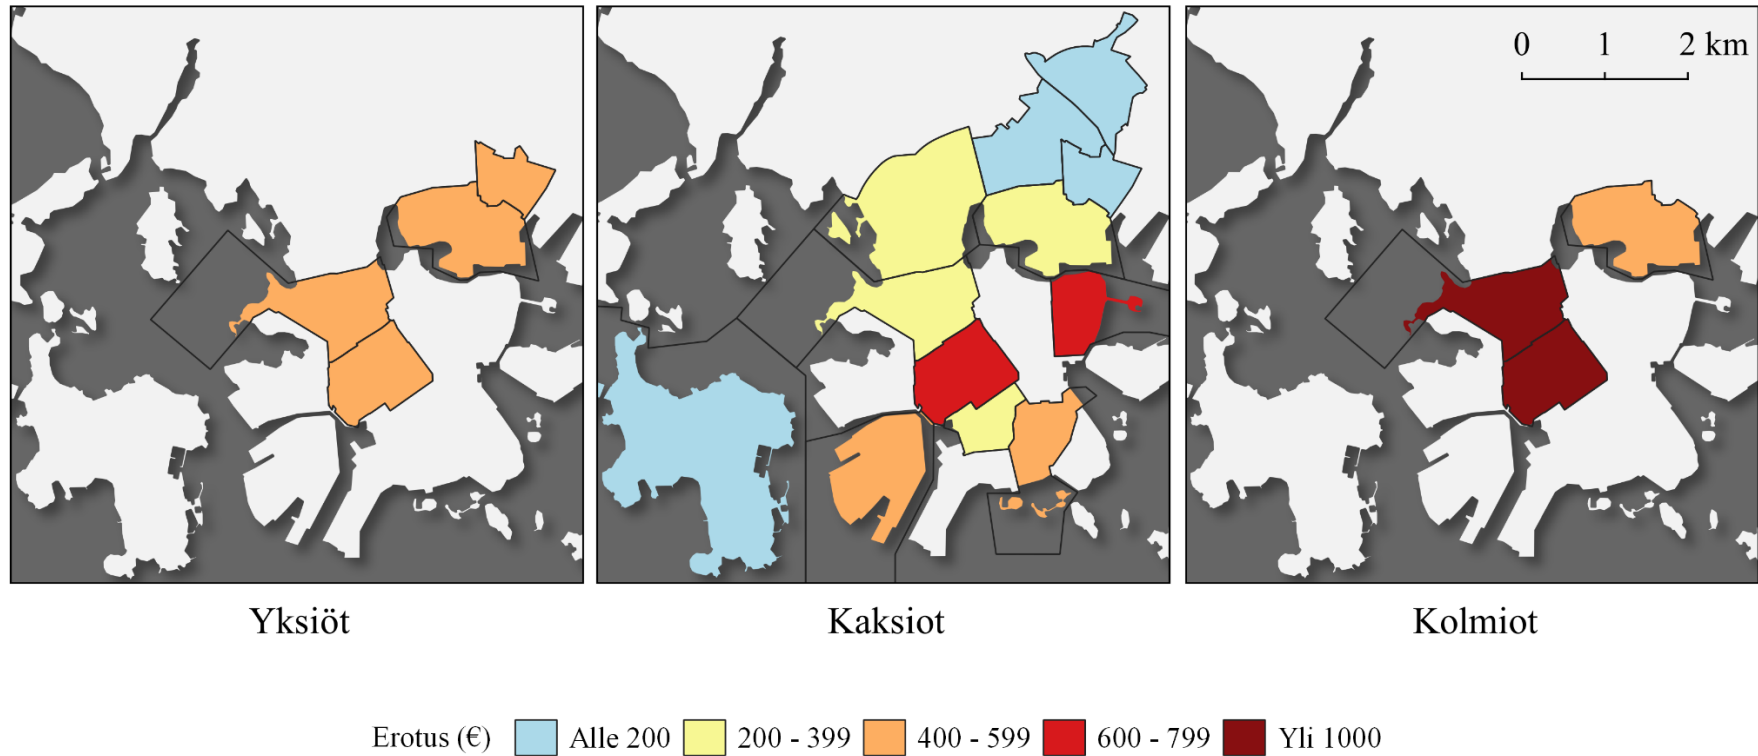 0 1 2 km
Yksiöt Kaksiot Kolmiot
Erotus (€) Alle 200 200 - 399 400 - 599 600 - 799 Yli 1000